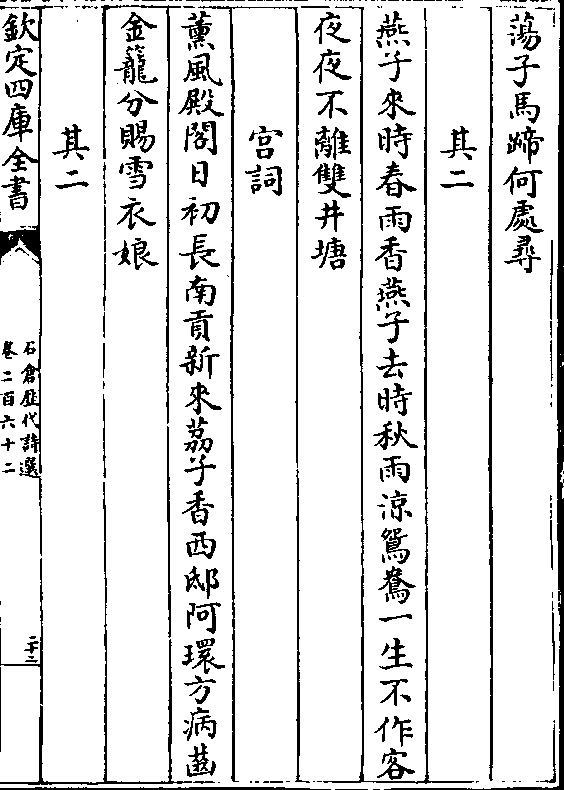 蕩子馬蹄何處尋
其二
燕子來時春雨香燕子去時秋雨涼鴛鴦一生不作客
夜夜不離雙井塘
宫詞
薫風殿閣日初長南貢新來荔子香西邸阿環方病齒
金籠分賜雪衣娘
其二
欽定四庫全書
石倉歷代詩選
卷二百六十二
二十三